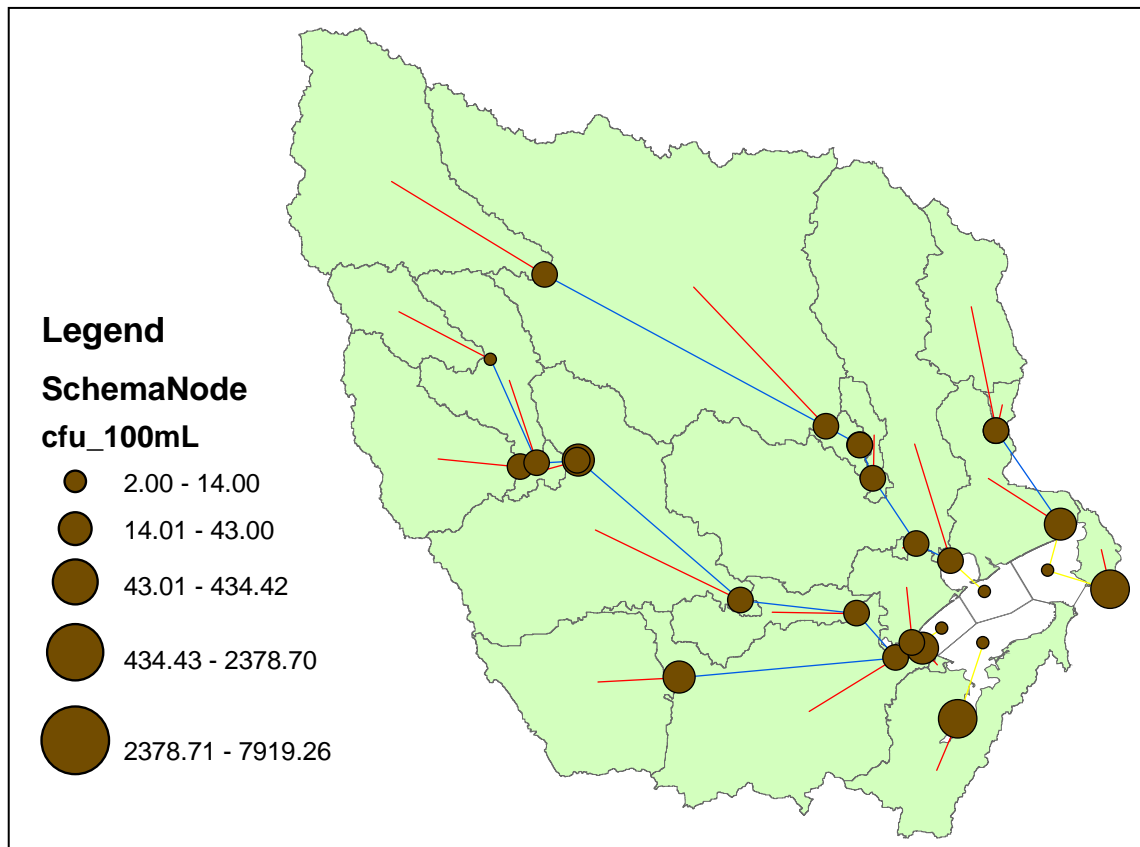 Legend
SchemaNode
cfu_100mL
2.00 - 14.00
14.01 - 43.00
43.01 - 434.42
434.43 - 2378.70
2378.71 - 7919.26